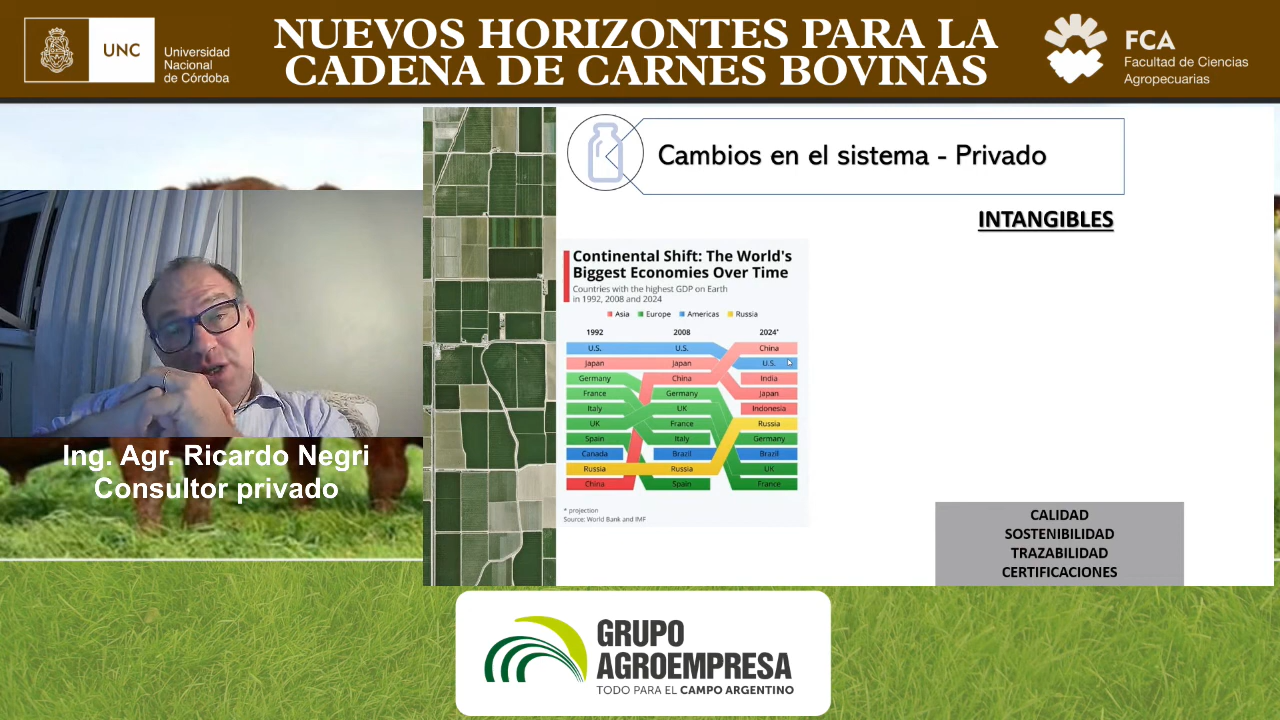 UNC
Universidad
Nacional
de Córdoba
NUEVOS HORIZONTES PARA LA
CADENA DE CARNES BOVINAS
FCA
Facultad de Ciencias
Agropecuarias
Cambios en el sistema - Privado
INTANGIBLES
Continental Shift: The World's
Biggest Economies Over Time
Countries with the highest GDP on Earth
in 1992, 2008 and 2024
Asia Europe Americas Russia
1992 2008 2024*
U.S. U.S. China
Japan Japan U.S.
Germany China India
France Germany Japan
Italy UK Indonesia
UK France Russia
Spain Italy Germany
Canada Brazil Brazil
Russia Russia UK
China Spain France
* projection
Source: World Bank and IMF
CALIDAD
SOSTENIBILIDAD
TRAZABILIDAD
CERTIFICACIONES
Ing. Agr. Ricardo Negri
Consultor privado
GRUPO
AGROEMPRESA
TODO PARA EL CAMPO ARGENTINO